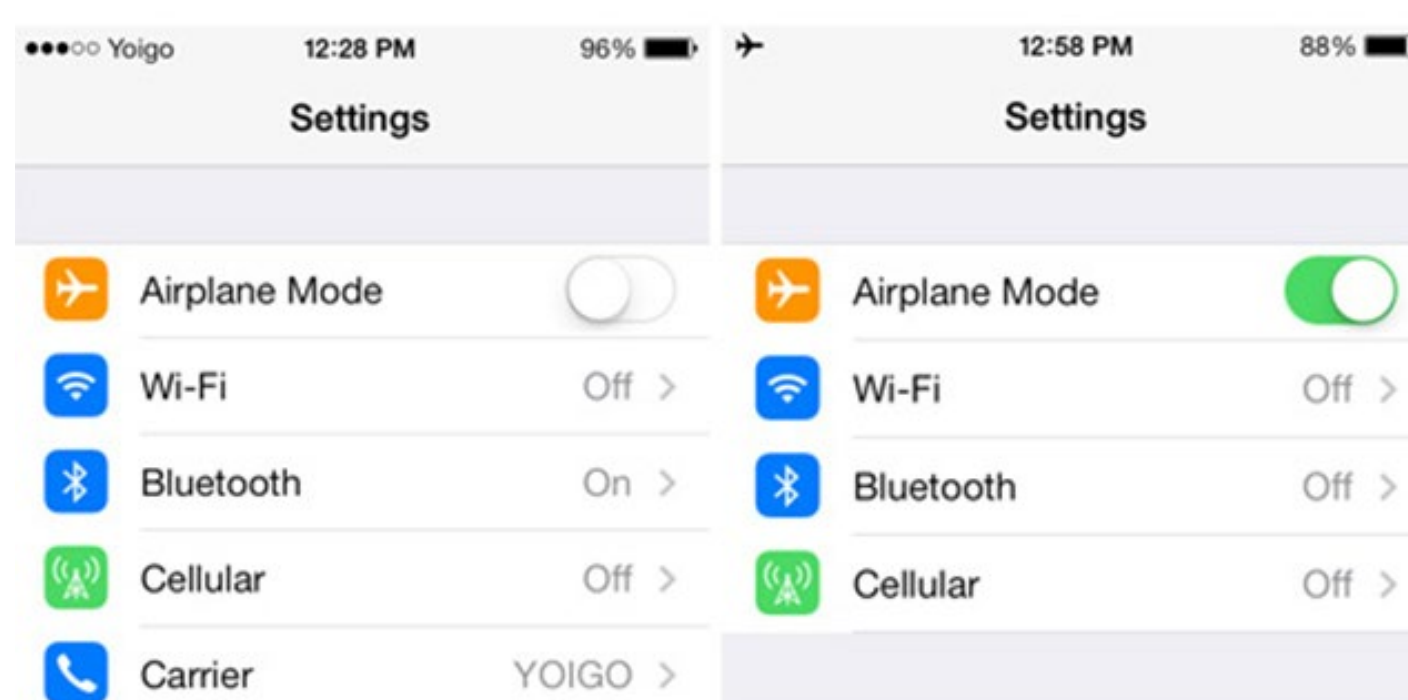 Yoigo 12:28 PM 96%
Settings
Airplane Mode
Wi-Fi Off
Bluetooth On
Cellular Off
Carrier YOIGO
12:58 PM 88%
Settings
Airplane Mode
Wi-Fi Off
Bluetooth Off
Cellular Off